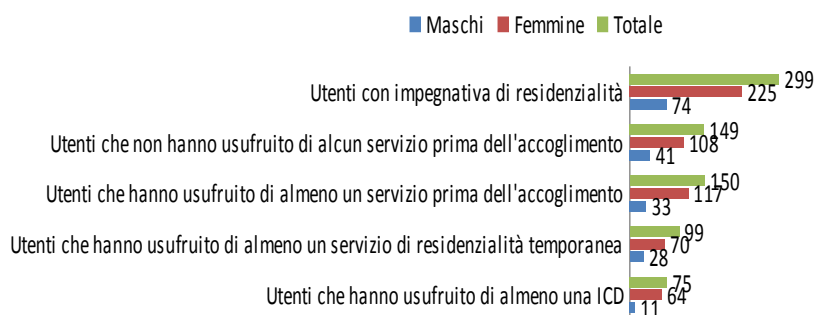 Maschi Femmine Totale
299
Utenti con impegnativa di residenzialità 225
74
149
Utenti che non hanno usufruito di alcun servizio prima dell'accoglimento 108
41
150
Utenti che hanno usufruito di almeno un servizio prima dell'accoglimento 117
33
99
Utenti che hanno usufruito di almeno un servizio di residenzialità temporanea 70
28
75
Utenti che hanno usufruito di almeno una ICD 64
11